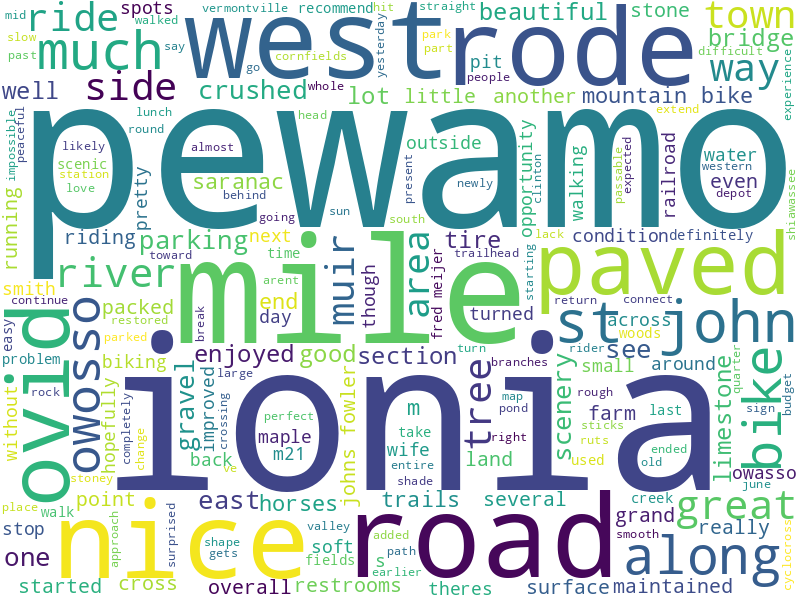 mid
slow
past
ride
walked
spots
say
vermontville
go
recommend
hit
straight
west
yesterday
park
part
rode
beautiful
stone
difficult
town
bridge
way
experience
much
side
cornfields
whole
people
pit
well
crushed
lot
little
another
mountain bike
extend
impossible
peaceful
lunch
round
head
pewamo
likely
almost
outside
opportunity
walking
passable
expected
railroad
water
western
even
depot
scenic
station
love
saranac
behind
sun
present
newly
clinton
shiawassee
running
pretty
going
south
riding
parking
next
toward
time
muir
though
area
tire
lack
trailhead
starting
condition
definitely
fred meijer
paved
smith
continue
river
arent
mile
end
day
turned
return
connect
woods
easy
ovid
owosso
packed
restored
parked
break
st john
across
rider
see
problem
biking
enjoyed
good
section
turn
branches
scenery
small
around
quarter
without
rock
hopefully
completely
change
gravel
improved
large
crossing
ionia
perfect
maple
m21
m
take
wife
entire
shade
tree
map
pond
right
rough
sticks
ruts
used
farm
last
ended
old
limestone
sign
bike
budget
june
stoney
back
ve
johns fowler
land
owasso
place
walk
point
east
horses
trails
several
creek
grand
smooth
great
stop
nice
approach
surprised
shape
gets
valley
soft
fields
added
path
s
earlier
road
really
along
cyclocross
one
started
cross
overall
restrooms
theres
surface
maintained